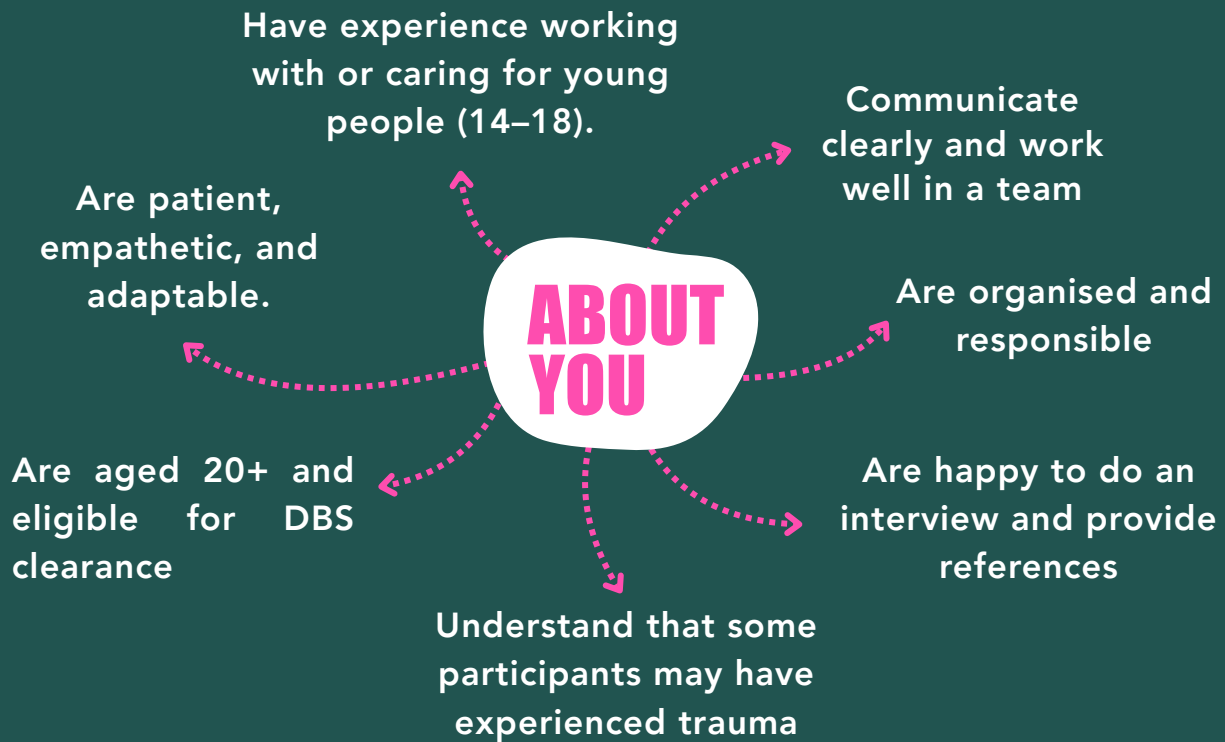 Have experience working
with or caring for young
people (14–18).
Communicate
clearly and work
well in a team
Are patient,
empathetic, and
adaptable.
ABOUT
YOU
Are organised and
responsible
Are aged 20+ and
eligible for DBS
clearance
Are happy to do an
interview and provide
references
Understand that some
participants may have
experienced trauma